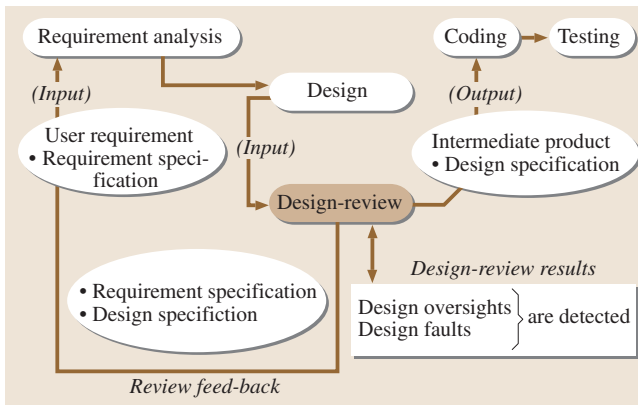 Requirement analysis
Coding
Testing
(Input)
Design
(Output)
User requirement
• Requirement speci-
fication
(Input)
Intermediate product
• Design specification
Design-review
• Requirement specification
• Design specifiction
Design-review results
Design oversights
Design faults
are detected
Review feed-back